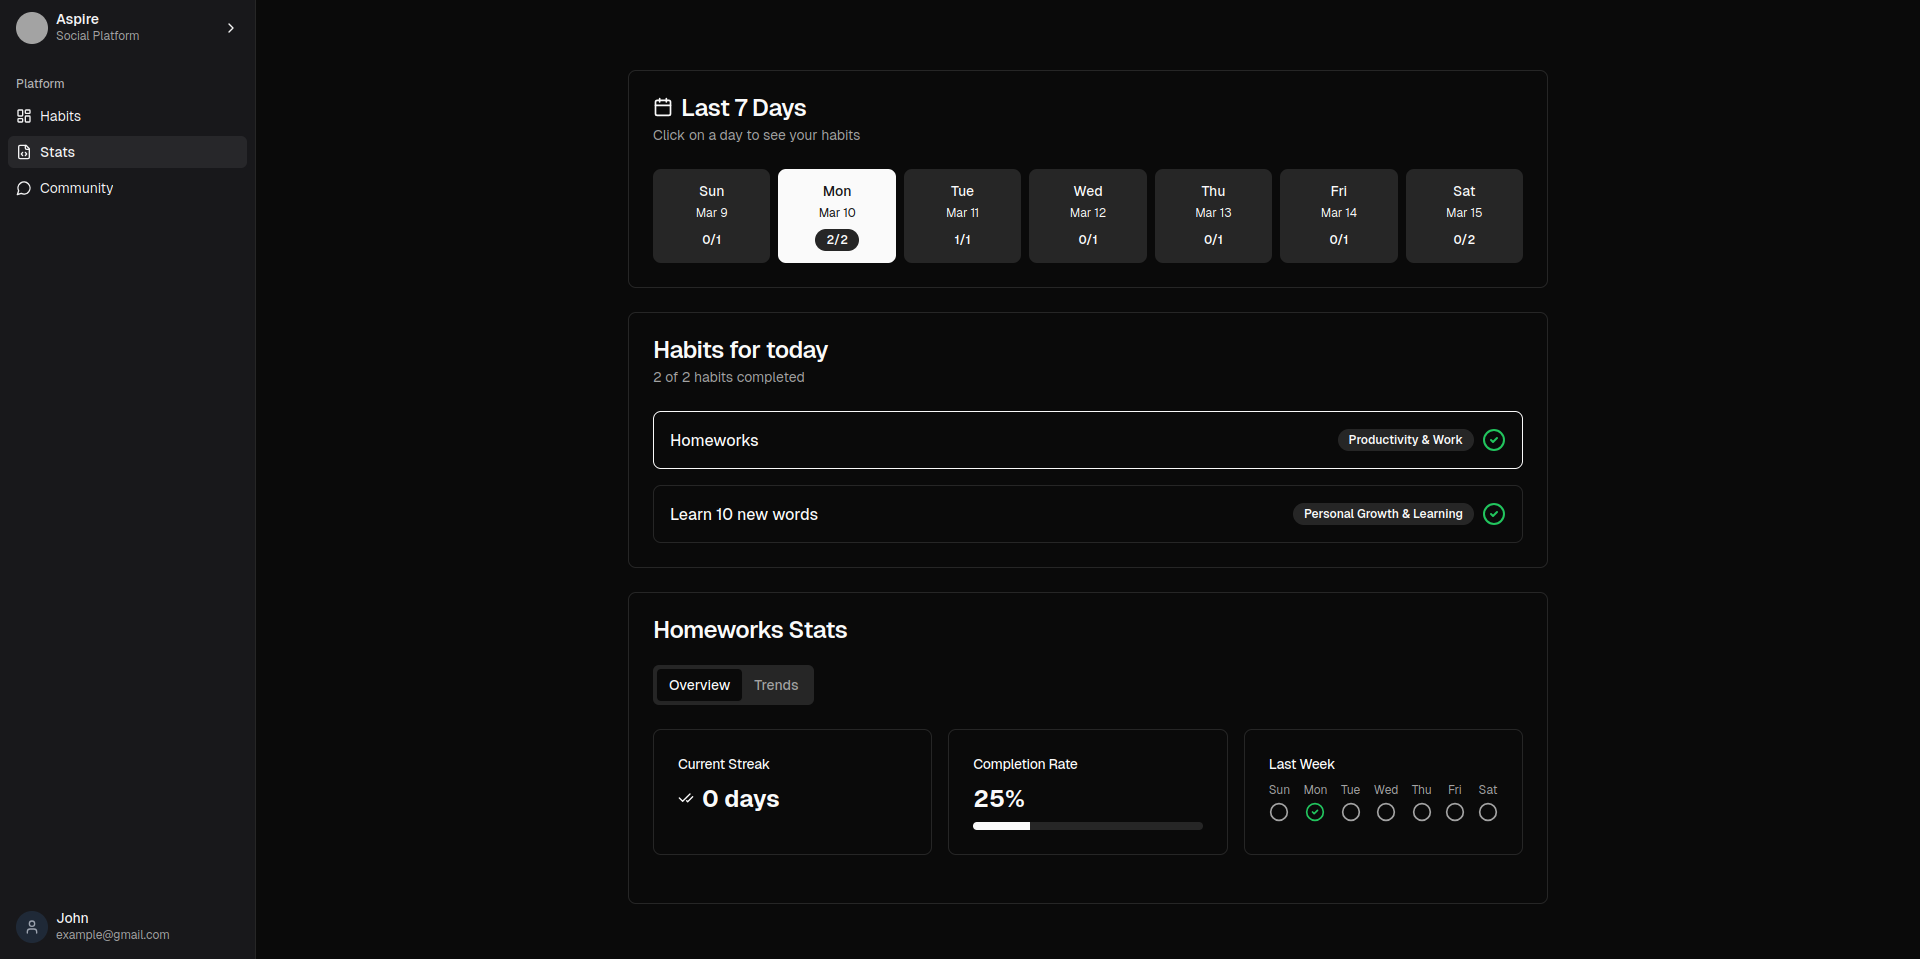 Aspire
Social Platform
Platform
Habits
Stats
Community
John
example@gmail.com
Last 7 Days
Click on a day to see your habits
Sun Mon Tue Wed Thu Fri Sat
Mar 9 Mar 10 Mar 11 Mar 12 Mar 13 Mar 14 Mar 15
0/1 2/2 1/1 0/1 0/1 0/1 0/2
Habits for today
2 of 2 habits completed
Homeworks Productivity & Work
Learn 10 new words Personal Growth & Learning
Homeworks Stats
Overview Trends
Current Streak
0 days
Completion Rate
25%
Last Week
Sun Mon Tue Wed Thu Fri Sat